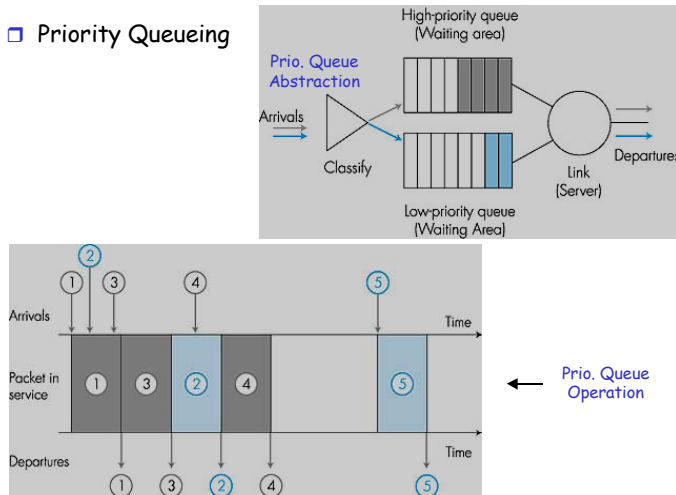 Priority Queueing
High-priority queue
(Waiting area)
Prio. Queue
Abstraction
Arrivals
Classify
Link
(Server)
Departures
Low-priority queue
(Waiting Area)
2
1
3
4
5
Arrivals
Time
Packet in
service
1
3
2
4
5
Prio. Queue
Operation
Time
Departures
1
3
2
4
5